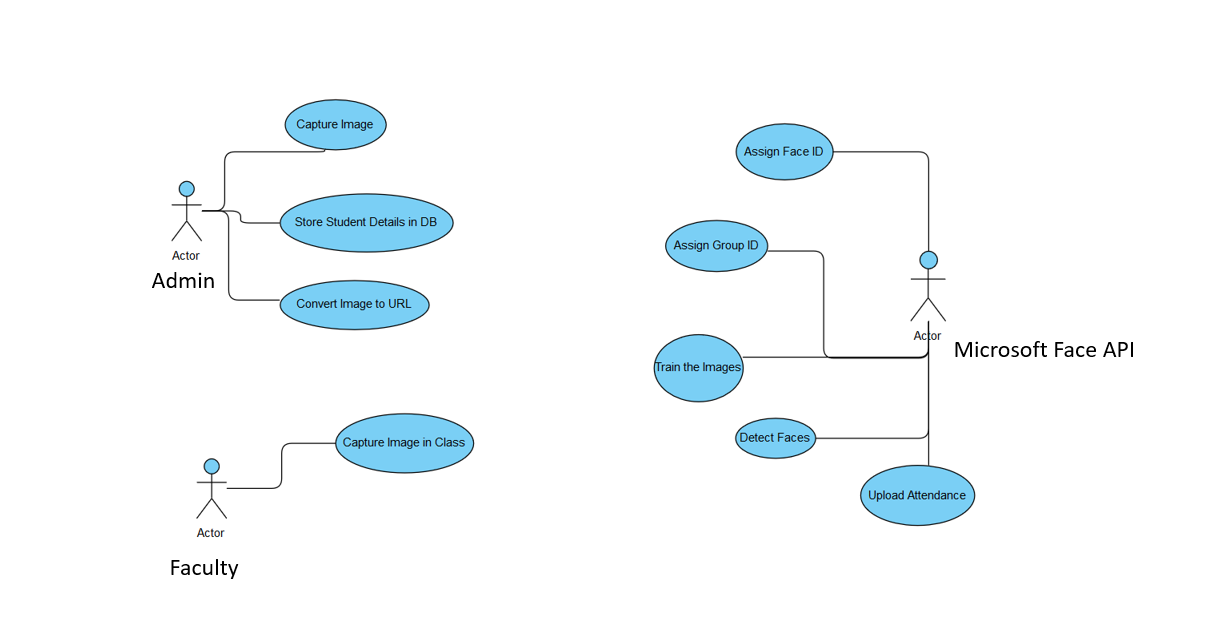 Capture Image
Store Student Details in DB
Convert Image to URL
Actor
Admin
Capture Image in Class
Actor
Faculty
Assign Face ID
Assign Group ID
Train the Images
Detect Faces
Upload Attendance
Actor
Microsoft Face API